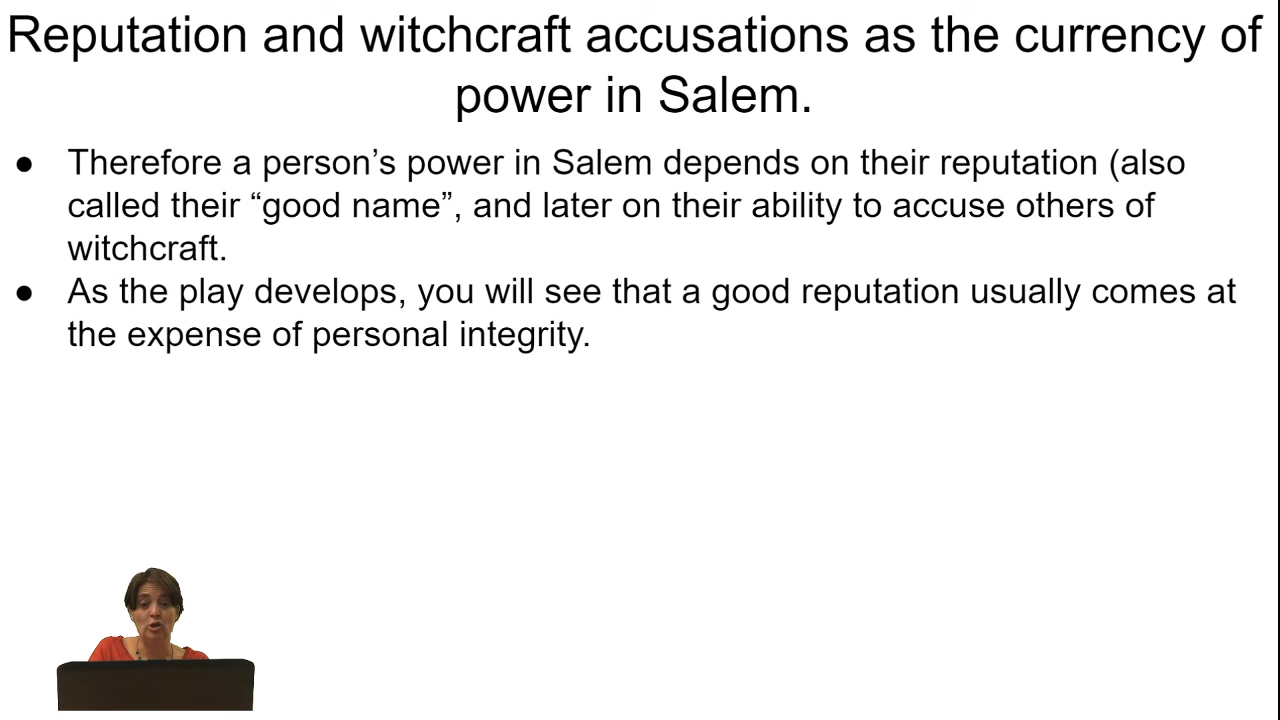 Reputation and witchcraft accusations as the currency of
power in Salem.
● Therefore a person’s power in Salem depends on their reputation (also
called their “good name”, and later on their ability to accuse others of
witchcraft.
● As the play develops, you will see that a good reputation usually comes at
the expense of personal integrity.